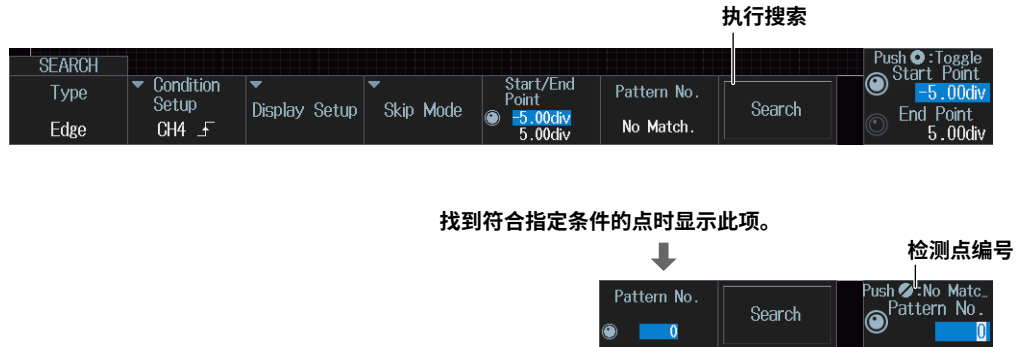 执行搜索
SEARCH
Type
Edge
Condition
Setup
CH4
Display Setup
Skip Mode
Start/End
Point
-5.00div
5.00div
Pattern No.
No Match.
Search
Push :Toggle
Start Point
-5.00div
End Point
5.00div
找到符合指定条件的点时显示此项。
检测点编号
Pattern No.
0
Search
Push :No Matc…
Pattern No.
0